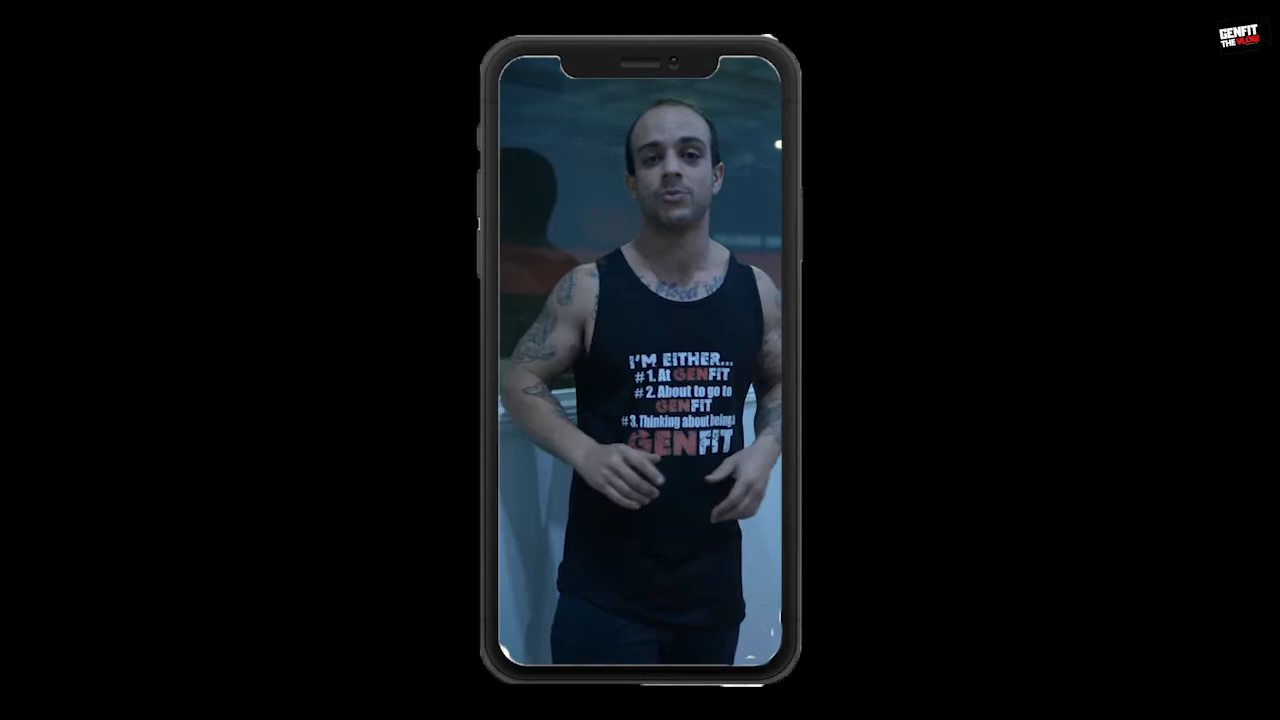 GENFIT
THE VLOG!
I'M EITHER...
#1. At GENFIT
#2. About to go to
GENFIT
#3. Thinking about being
GENFIT